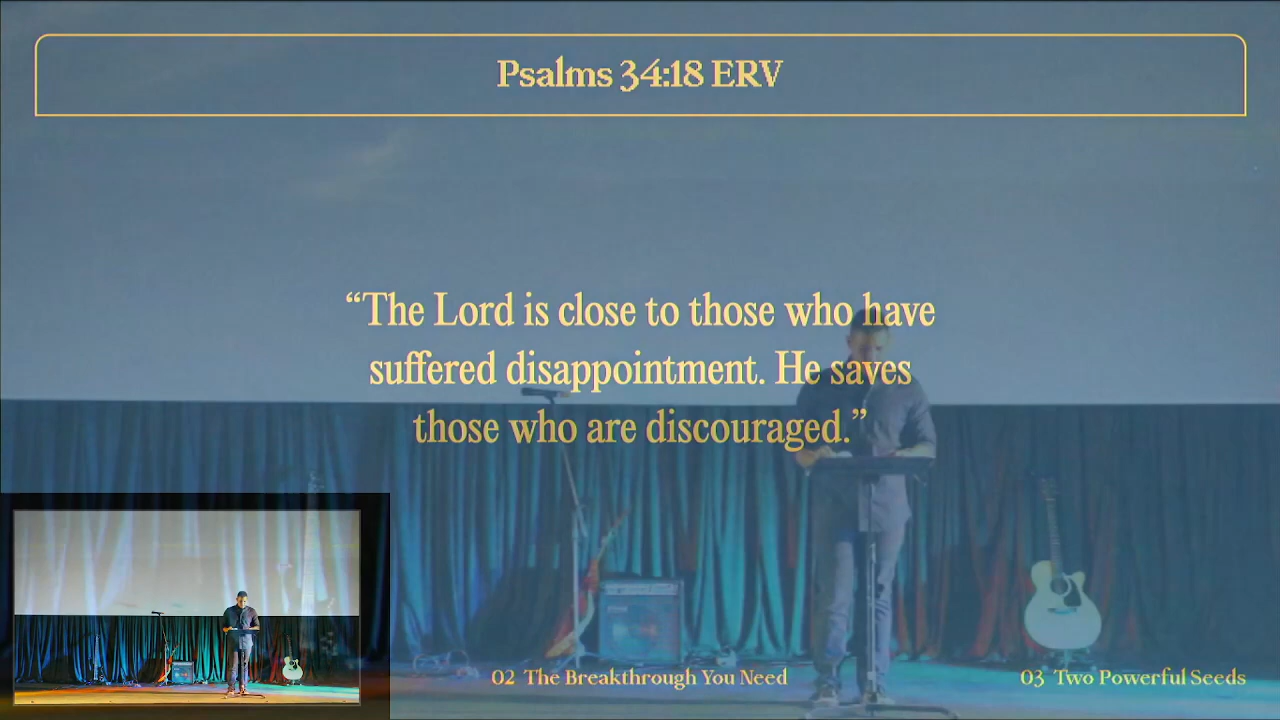 Psalms 34:18 ERV
“The Lord is close to those who have
suffered disappointment. He saves
those who are discouraged.”
02 The Breakthrough You Need
03 Two Powerful Seeds